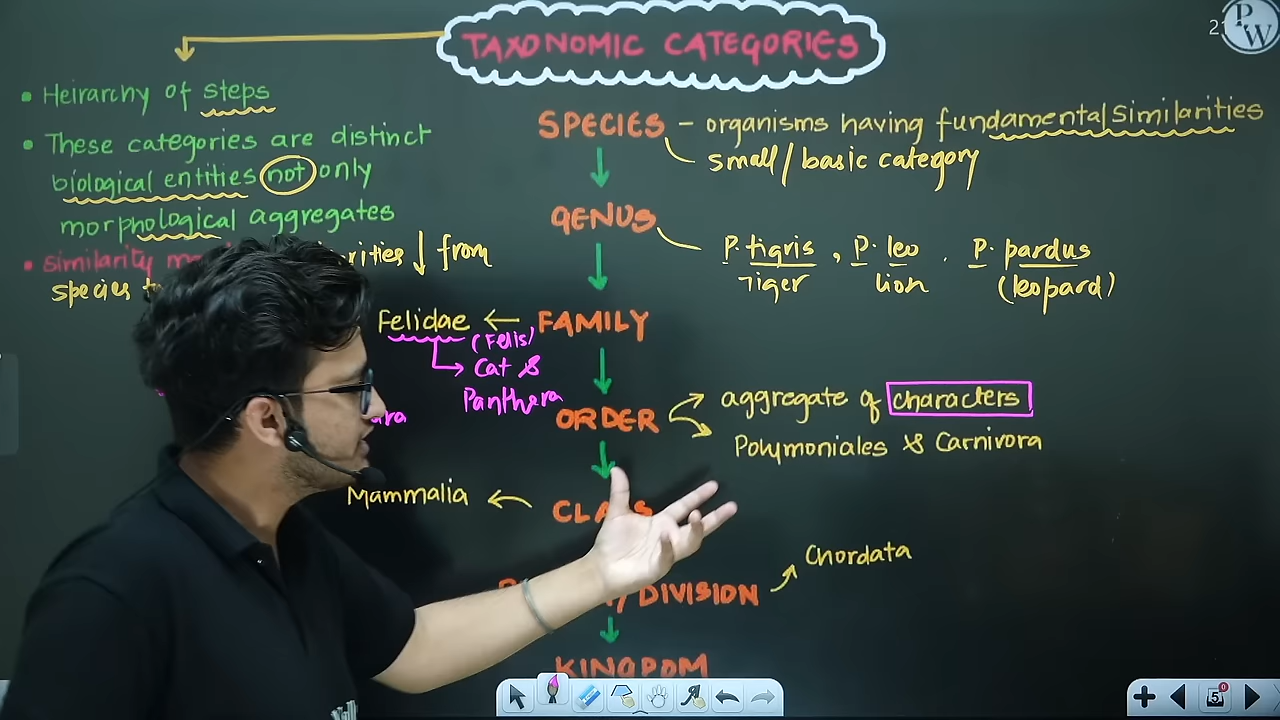 TAXONOMIC CATEGORIES
PW
• Heirarchy of steps
• These categories are distinct
biological entities not only
morphological aggregates
• Similarity from
species
SPECIES - organisms having fundamental similarities
small/basic category
GENUS
P. tigris, P. leo, P. pardus
Tiger lion (leopard)
Felidae ← FAMILY
(Felis)
Cat &
Panthera
ORDER
aggregate of characters
Polymoniales & Carnivora
Mammalia ←
DIVISION
Chordata
KINGDOM